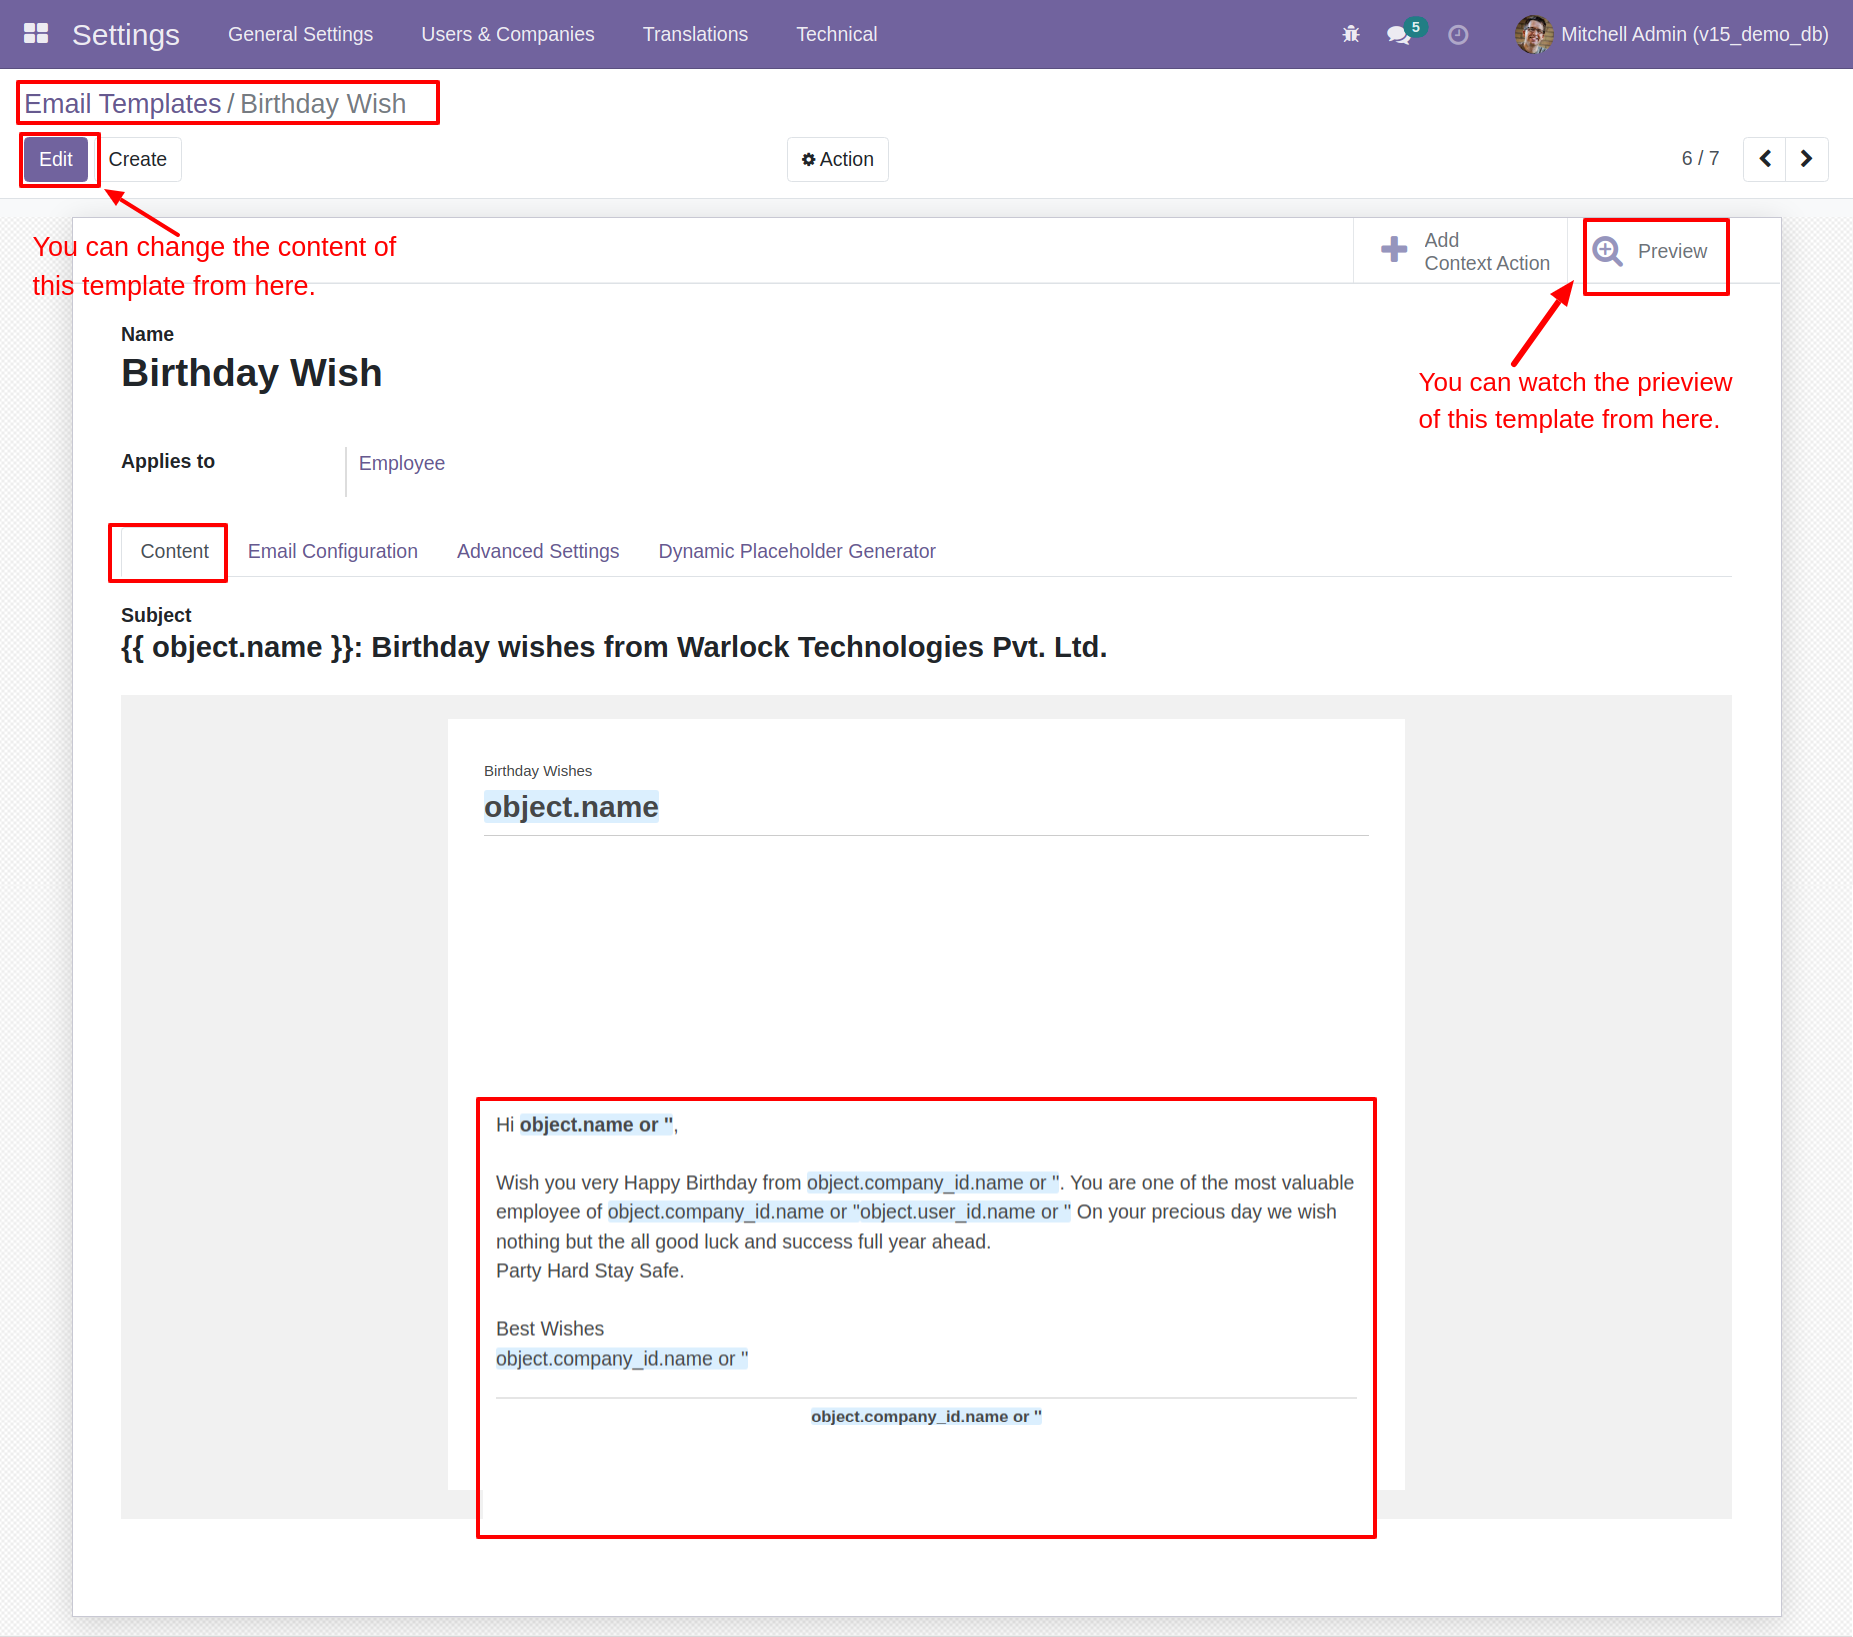 Settings General Settings Users & Companies Translations Technical 5 Mitchell Admin (v15_demo_db)
Email Templates / Birthday Wish
Edit Create Action 6 / 7
You can change the content of
this template from here.
Add
Context Action
Preview
You can watch the prieview
of this template from here.
Name
Birthday Wish
Applies to Employee
Content Email Configuration Advanced Settings Dynamic Placeholder Generator
Subject
{{ object.name }}: Birthday wishes from Warlock Technologies Pvt. Ltd.
Birthday Wishes
object.name
Hi object.name or '',
Wish you very Happy Birthday from object.company_id.name or ''. You are one of the most valuable
employee of object.company_id.name or ''object.user_id.name or '' On your precious day we wish
nothing but the all good luck and success full year ahead.
Party Hard Stay Safe.
Best Wishes
object.company_id.name or ''
object.company_id.name or ''